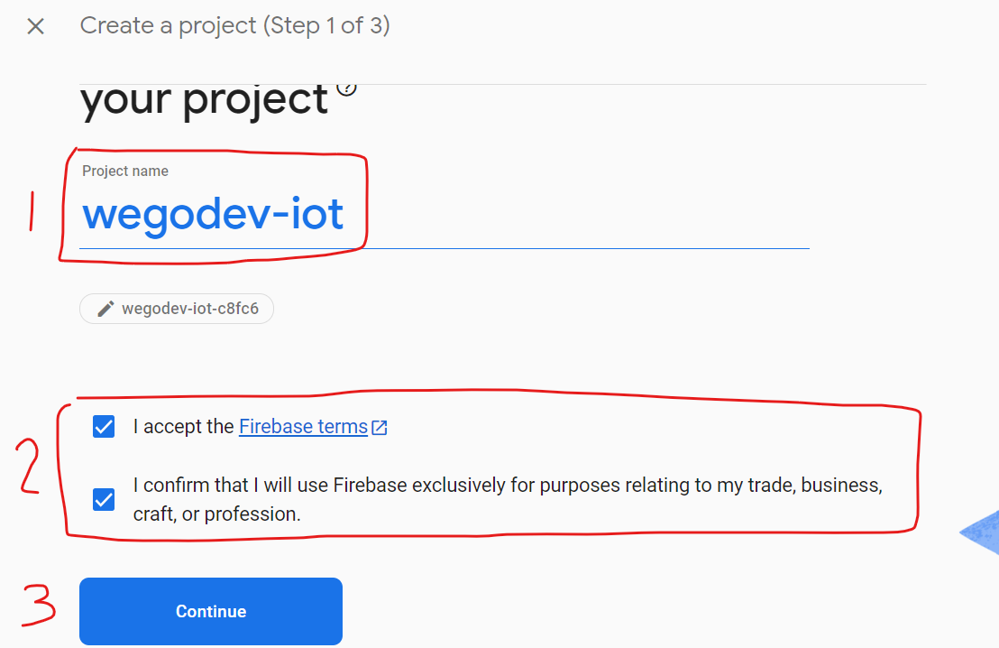 Create a project (Step 1 of 3)
your project
Project name
1
wegodev-iot
wegodev-iot-c8fc6
I accept the Firebase terms
2
I confirm that I will use Firebase exclusively for purposes relating to my trade, business,
craft, or profession.
3
Continue